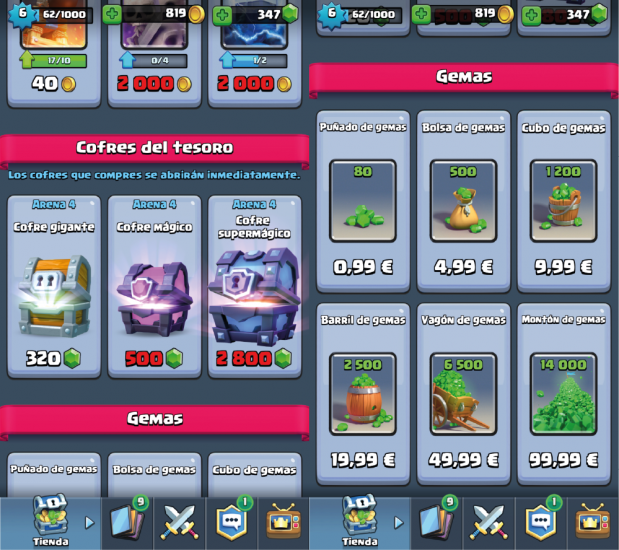 6 62/1000 819 347
17/10 0/4 1/2
40 2 000 2 000
Cofres del tesoro
Los cofres que compres se abrirán inmediatamente.
Arena 4 Arena 4 Arena 4
Cofre gigante Cofre mágico Cofre supermágico
320 500 2 800
Gemas
Puñado de gemas Bolsa de gemas Cubo de gemas
9 1
Tienda
6 62/1000 819 347
Gemas
Puñado de gemas Bolsa de gemas Cubo de gemas
80 500 1 200
0,99 € 4,99 € 9,99 €
Barril de gemas Vagón de gemas Montón de gemas
2 500 6 500 14 000
19,99 € 49,99 € 99,99 €
9 1
Tienda